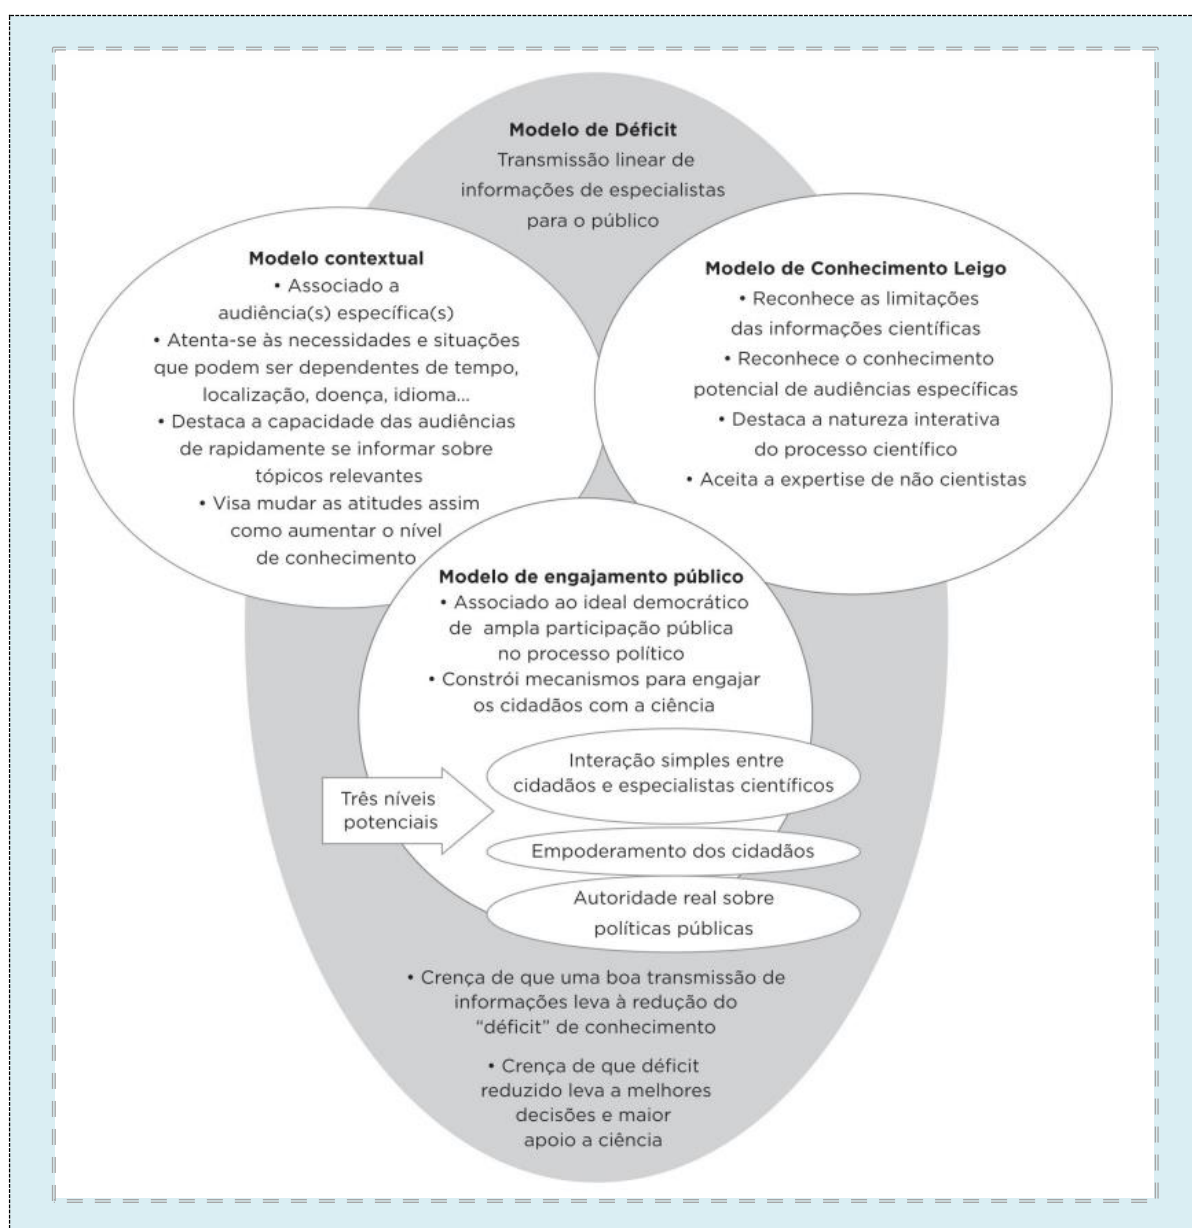 Modelo de Déficit
Transmissão linear de
informações de especialistas
para o público
Modelo contextual
• Associado a
audiência(s) específica(s)
• Atenta-se às necessidades e situações
que podem ser dependentes de tempo,
localização, doença, idioma...
• Destaca a capacidade das audiências
de rapidamente se informar sobre
tópicos relevantes
• Visa mudar as atitudes assim
como aumentar o nível
de conhecimento
Modelo de Conhecimento Leigo
• Reconhece as limitações
das informações científicas
• Reconhece o conhecimento
potencial de audiências específicas
• Destaca a natureza interativa
do processo científico
• Aceita a expertise de não cientistas
Modelo de engajamento público
• Associado ao ideal democrático
de ampla participação pública
no processo político
• Constrói mecanismos para engajar
os cidadãos com a ciência
Três níveis
potenciais
Interação simples entre
cidadãos e especialistas científicos
Empoderamento dos cidadãos
Autoridade real sobre
políticas públicas
• Crença de que uma boa transmissão de
informações leva à redução do
“déficit” de conhecimento
• Crença de que déficit
reduzido leva a melhores
decisões e maior
apoio a ciência